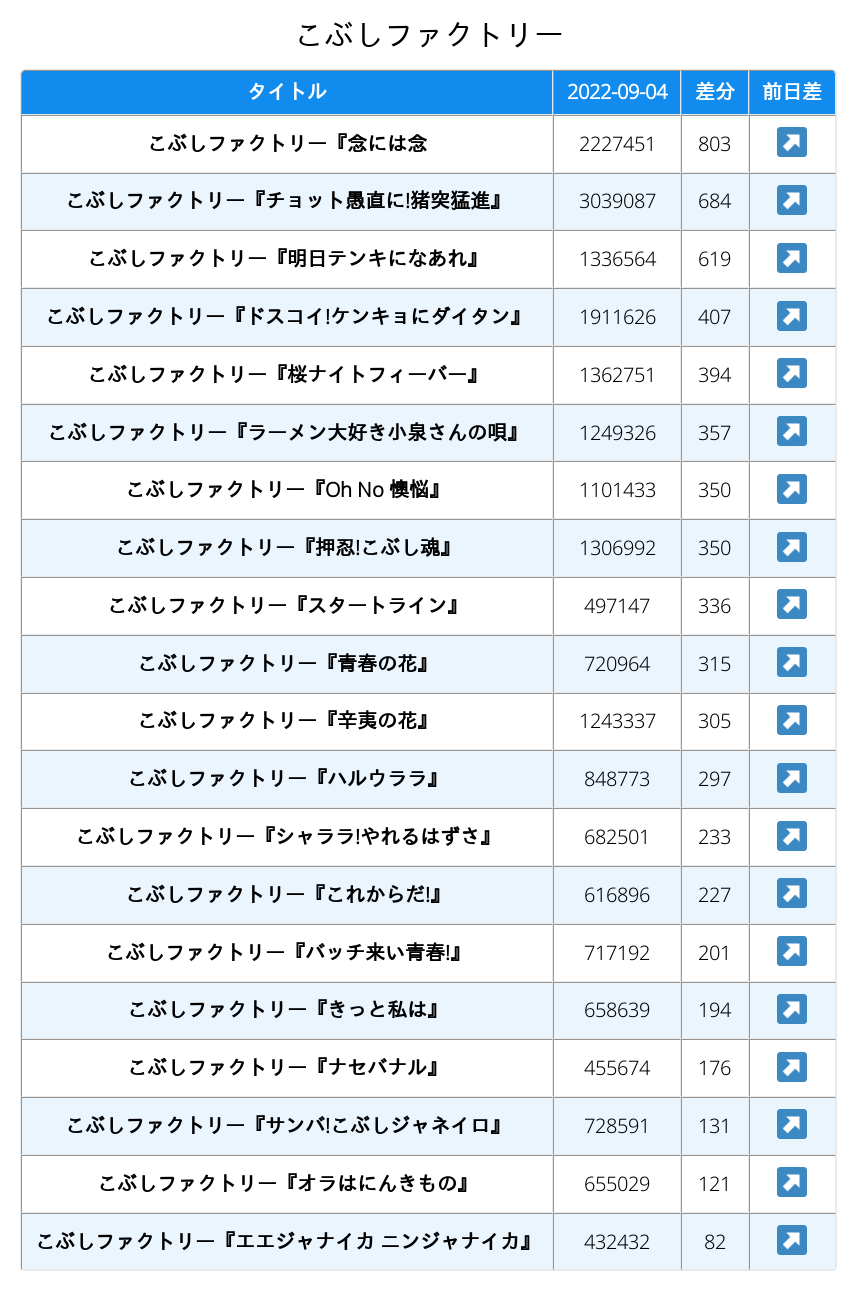 こぶしファクトリー
タイトル 2022-09-04 差分 前日差
こぶしファクトリー『念には念 2227451 803
こぶしファクトリー『チョット愚直に!猪突猛進』 3039087 684
こぶしファクトリー『明日テンキになあれ』 1336564 619
こぶしファクトリー『ドスコイ!ケンキョにダイタン』 1911626 407
こぶしファクトリー『桜ナイトフィーバー』 1362751 394
こぶしファクトリー『ラーメン大好き小泉さんの唄』 1249326 357
こぶしファクトリー『Oh No 懊悩』 1101433 350
こぶしファクトリー『押忍!こぶし魂』 1306992 350
こぶしファクトリー『スタートライン』 497147 336
こぶしファクトリー『青春の花』 720964 315
こぶしファクトリー『辛夷の花』 1243337 305
こぶしファクトリー『ハルウララ』 848773 297
こぶしファクトリー『シャララ!やれるはずさ』 682501 233
こぶしファクトリー『これからだ!』 616896 227
こぶしファクトリー『バッチ来い青春!』 717192 201
こぶしファクトリー『きっと私は』 658639 194
こぶしファクトリー『ナセバナル』 455674 176
こぶしファクトリー『サンバ!こぶしジャネイロ』 728591 131
こぶしファクトリー『オラはにんきもの』 655029 121
こぶしファクトリー『エエジャナイカ ニンジャナイカ』 432432 82